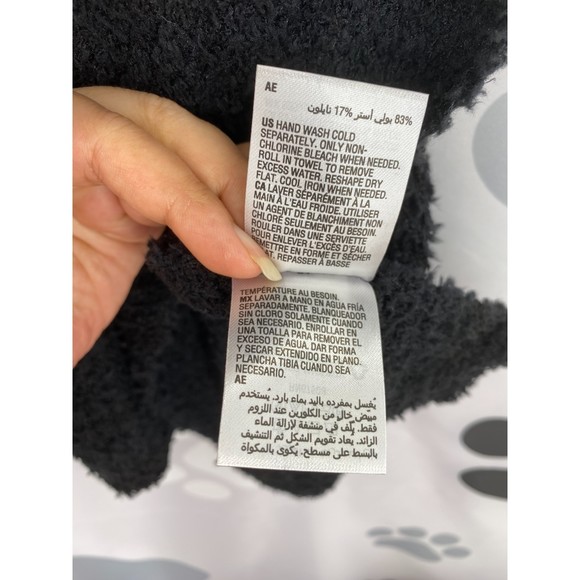 AE
83% بولي أستر 17% نايلون
US HAND WASH COLD
SEPARATELY. ONLY NON-
CHLORINE BLEACH WHEN NEEDED.
ROLL IN TOWEL TO REMOVE
EXCESS WATER. RESHAPE DRY
FLAT. COOL IRON WHEN NEEDED.
CA LAVER SÉPARÉMENT À LA
MAIN À L'EAU FROIDE. UTILISER
UN AGENT DE BLANCHIMENT NON
CHLORÉ SEULEMENT AU BESOIN.
ROULER DANS UNE SERVIETTE
POUR ENLEVER L'EXCÈS D'EAU.
REMETTRE EN FORME ET SÉCHER
PLAT. REPASSER À BASSE
TEMPÉRATURE AU BESOIN.
MX LAVAR A MANO EN AGUA FRÍA
SEPARADAMENTE. BLANQUEADOR
SIN CLORO SOLAMENTE CUANDO
SEA NECESARIO. ENROLLAR EN
UNA TOALLA PARA REMOVER EL
EXCESO DE AGUA. DAR FORMA
Y SECAR EXTENDIDO EN PLANO.
PLANCHA TIBIA CUANDO SEA
NECESARIO.
AE
يُغسل بمفرده باليد بماء بارد. يُستخدم
مبيّض خالٍ من الكلورين عند اللزوم
فقط. يلّف في منشفة لإزالة الماء
الزائد. يُعاد تقويم الشكل ثم التنشيف
بالبسط على مسطح. يُكوى بالمكواة